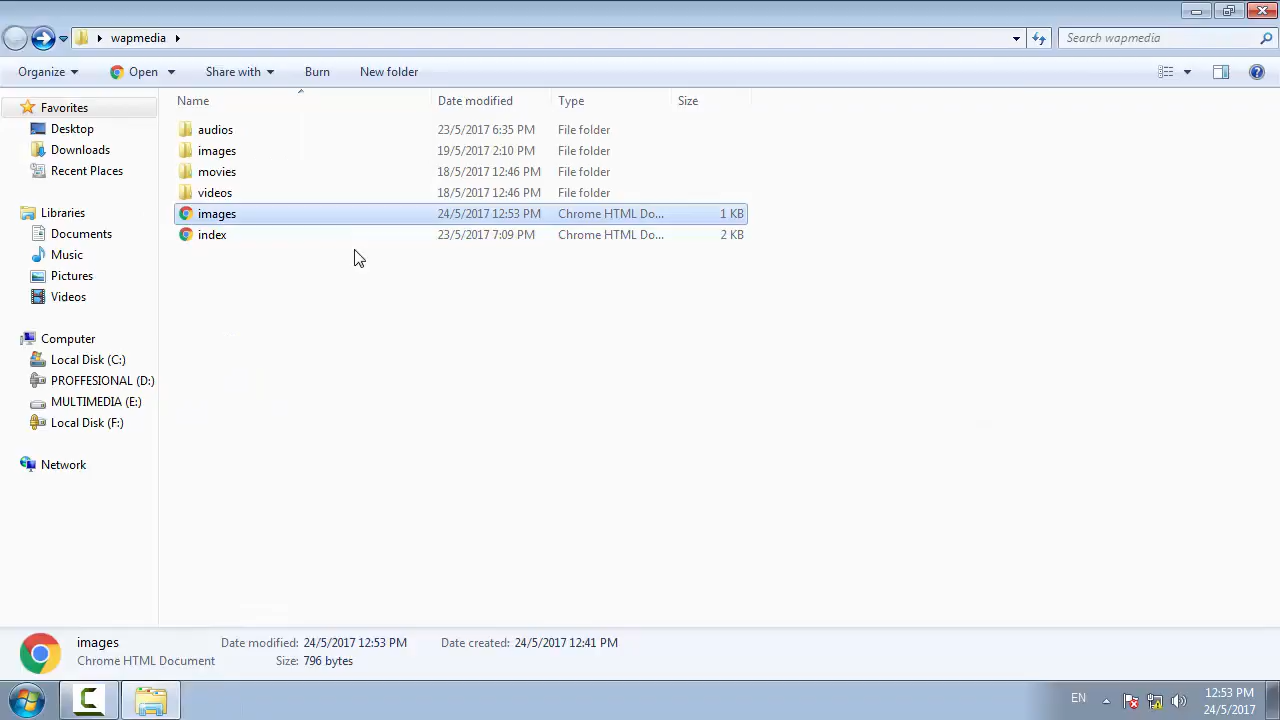 wapmedia
Search wapmedia
Organize Open Share with Burn New folder
Name Date modified Type Size
Favorites
Desktop
Downloads
Recent Places
Libraries
Documents
Music
Pictures
Videos
Computer
Local Disk (C:)
PROFFESIONAL (D:)
MULTIMEDIA (E:)
Local Disk (F:)
Network
audios 23/5/2017 6:35 PM File folder
images 19/5/2017 2:10 PM File folder
movies 18/5/2017 12:46 PM File folder
videos 18/5/2017 12:46 PM File folder
images 24/5/2017 12:53 PM Chrome HTML Do... 1 KB
index 23/5/2017 7:09 PM Chrome HTML Do... 2 KB
images Date modified: 24/5/2017 12:53 PM Date created: 24/5/2017 12:41 PM
Chrome HTML Document Size: 796 bytes
EN
12:53 PM
24/5/2017